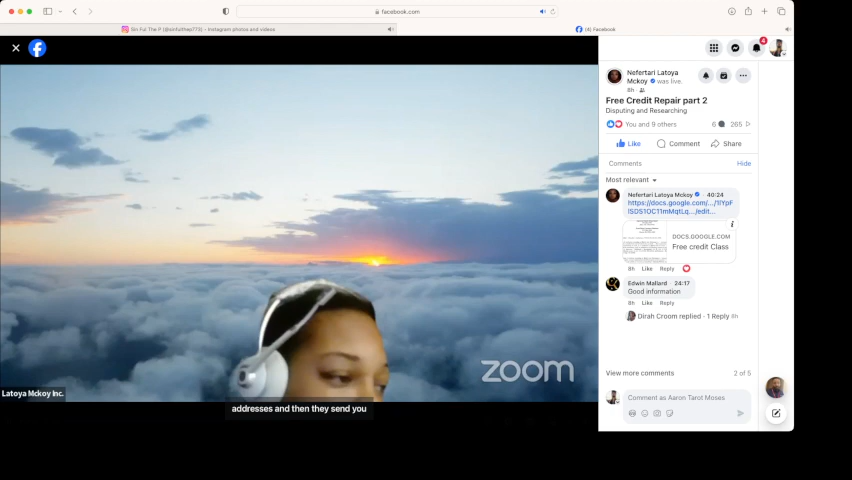 facebook.com
Sin Ful The P (@sinfulthep773) • Instagram photos and videos
(4) Facebook
4
Nefertari Latoya
Mckoy was live.
8h
Free Credit Repair part 2
Disputing and Researching
You and 9 others 6 265
Like Comment Share
Comments Hide
Most relevant
Nefertari Latoya Mckoy · 40:24
https://docs.google.com/.../
DOCS.GOOGLE.COM
Free credit Class
8h Like Reply
Edwin Mallard · 24:17
Good information
8h Like Reply
Dirah Croom replied · 1 Reply 8h
View more comments 2 of 5
Comment as Aaron Tarot Moses
zoom
Latoya Mckoy Inc.
addresses and then they send you